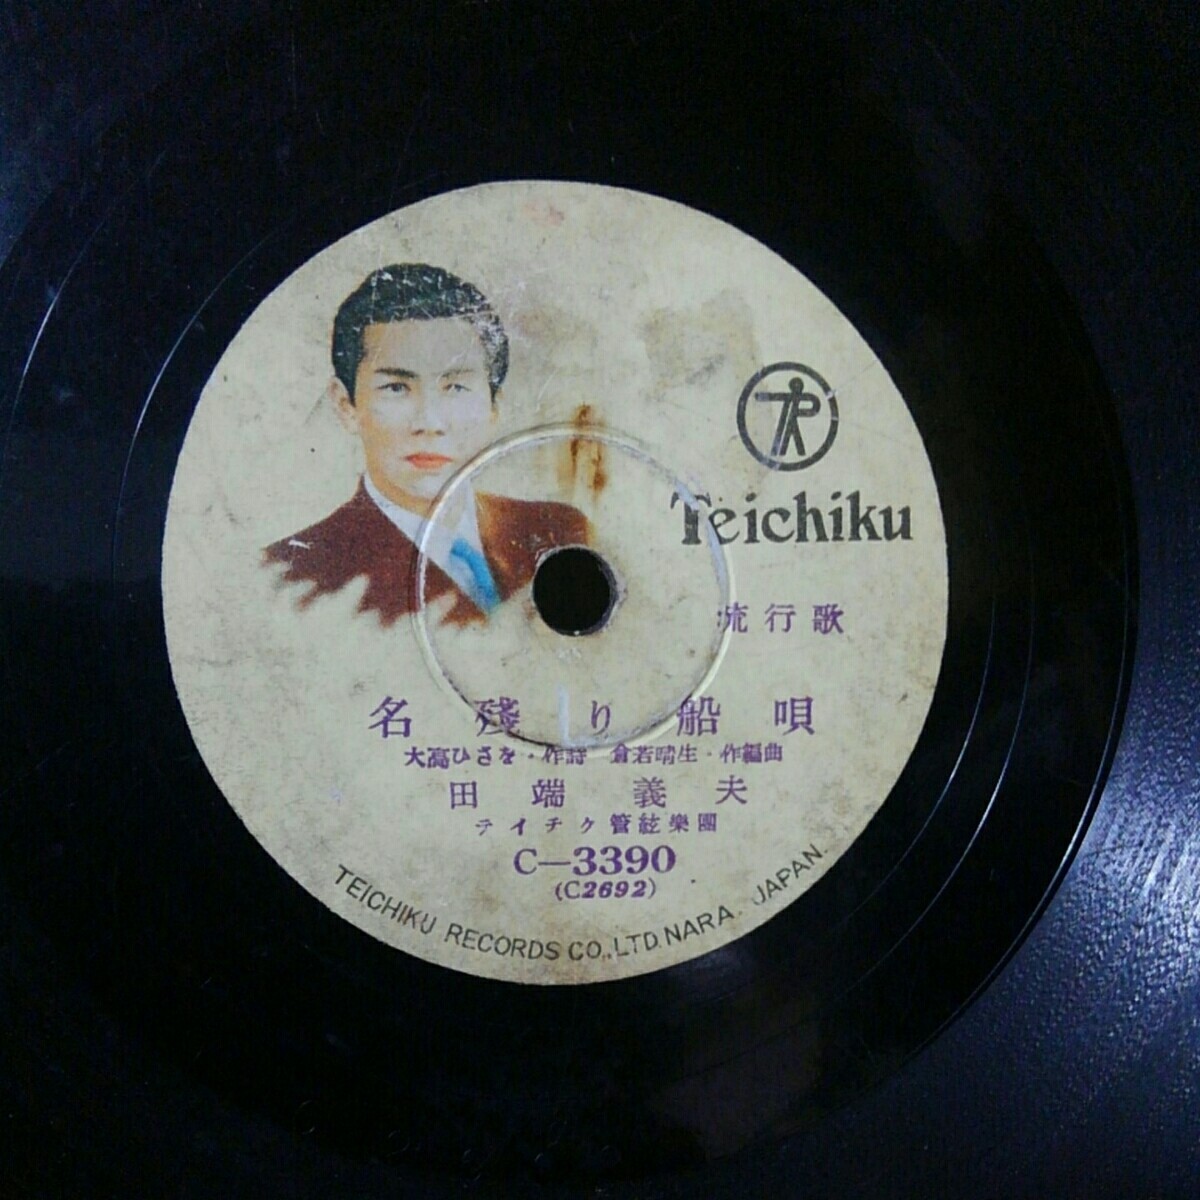 Teichiku
流行歌
名残り船唄
大高ひさを・作詩 倉若晴生・作編曲
田端義夫
テイチク管絃樂團
C-3390
(C2692)
TEICHIKU RECORDS CO., LTD. NARA. JAPAN.